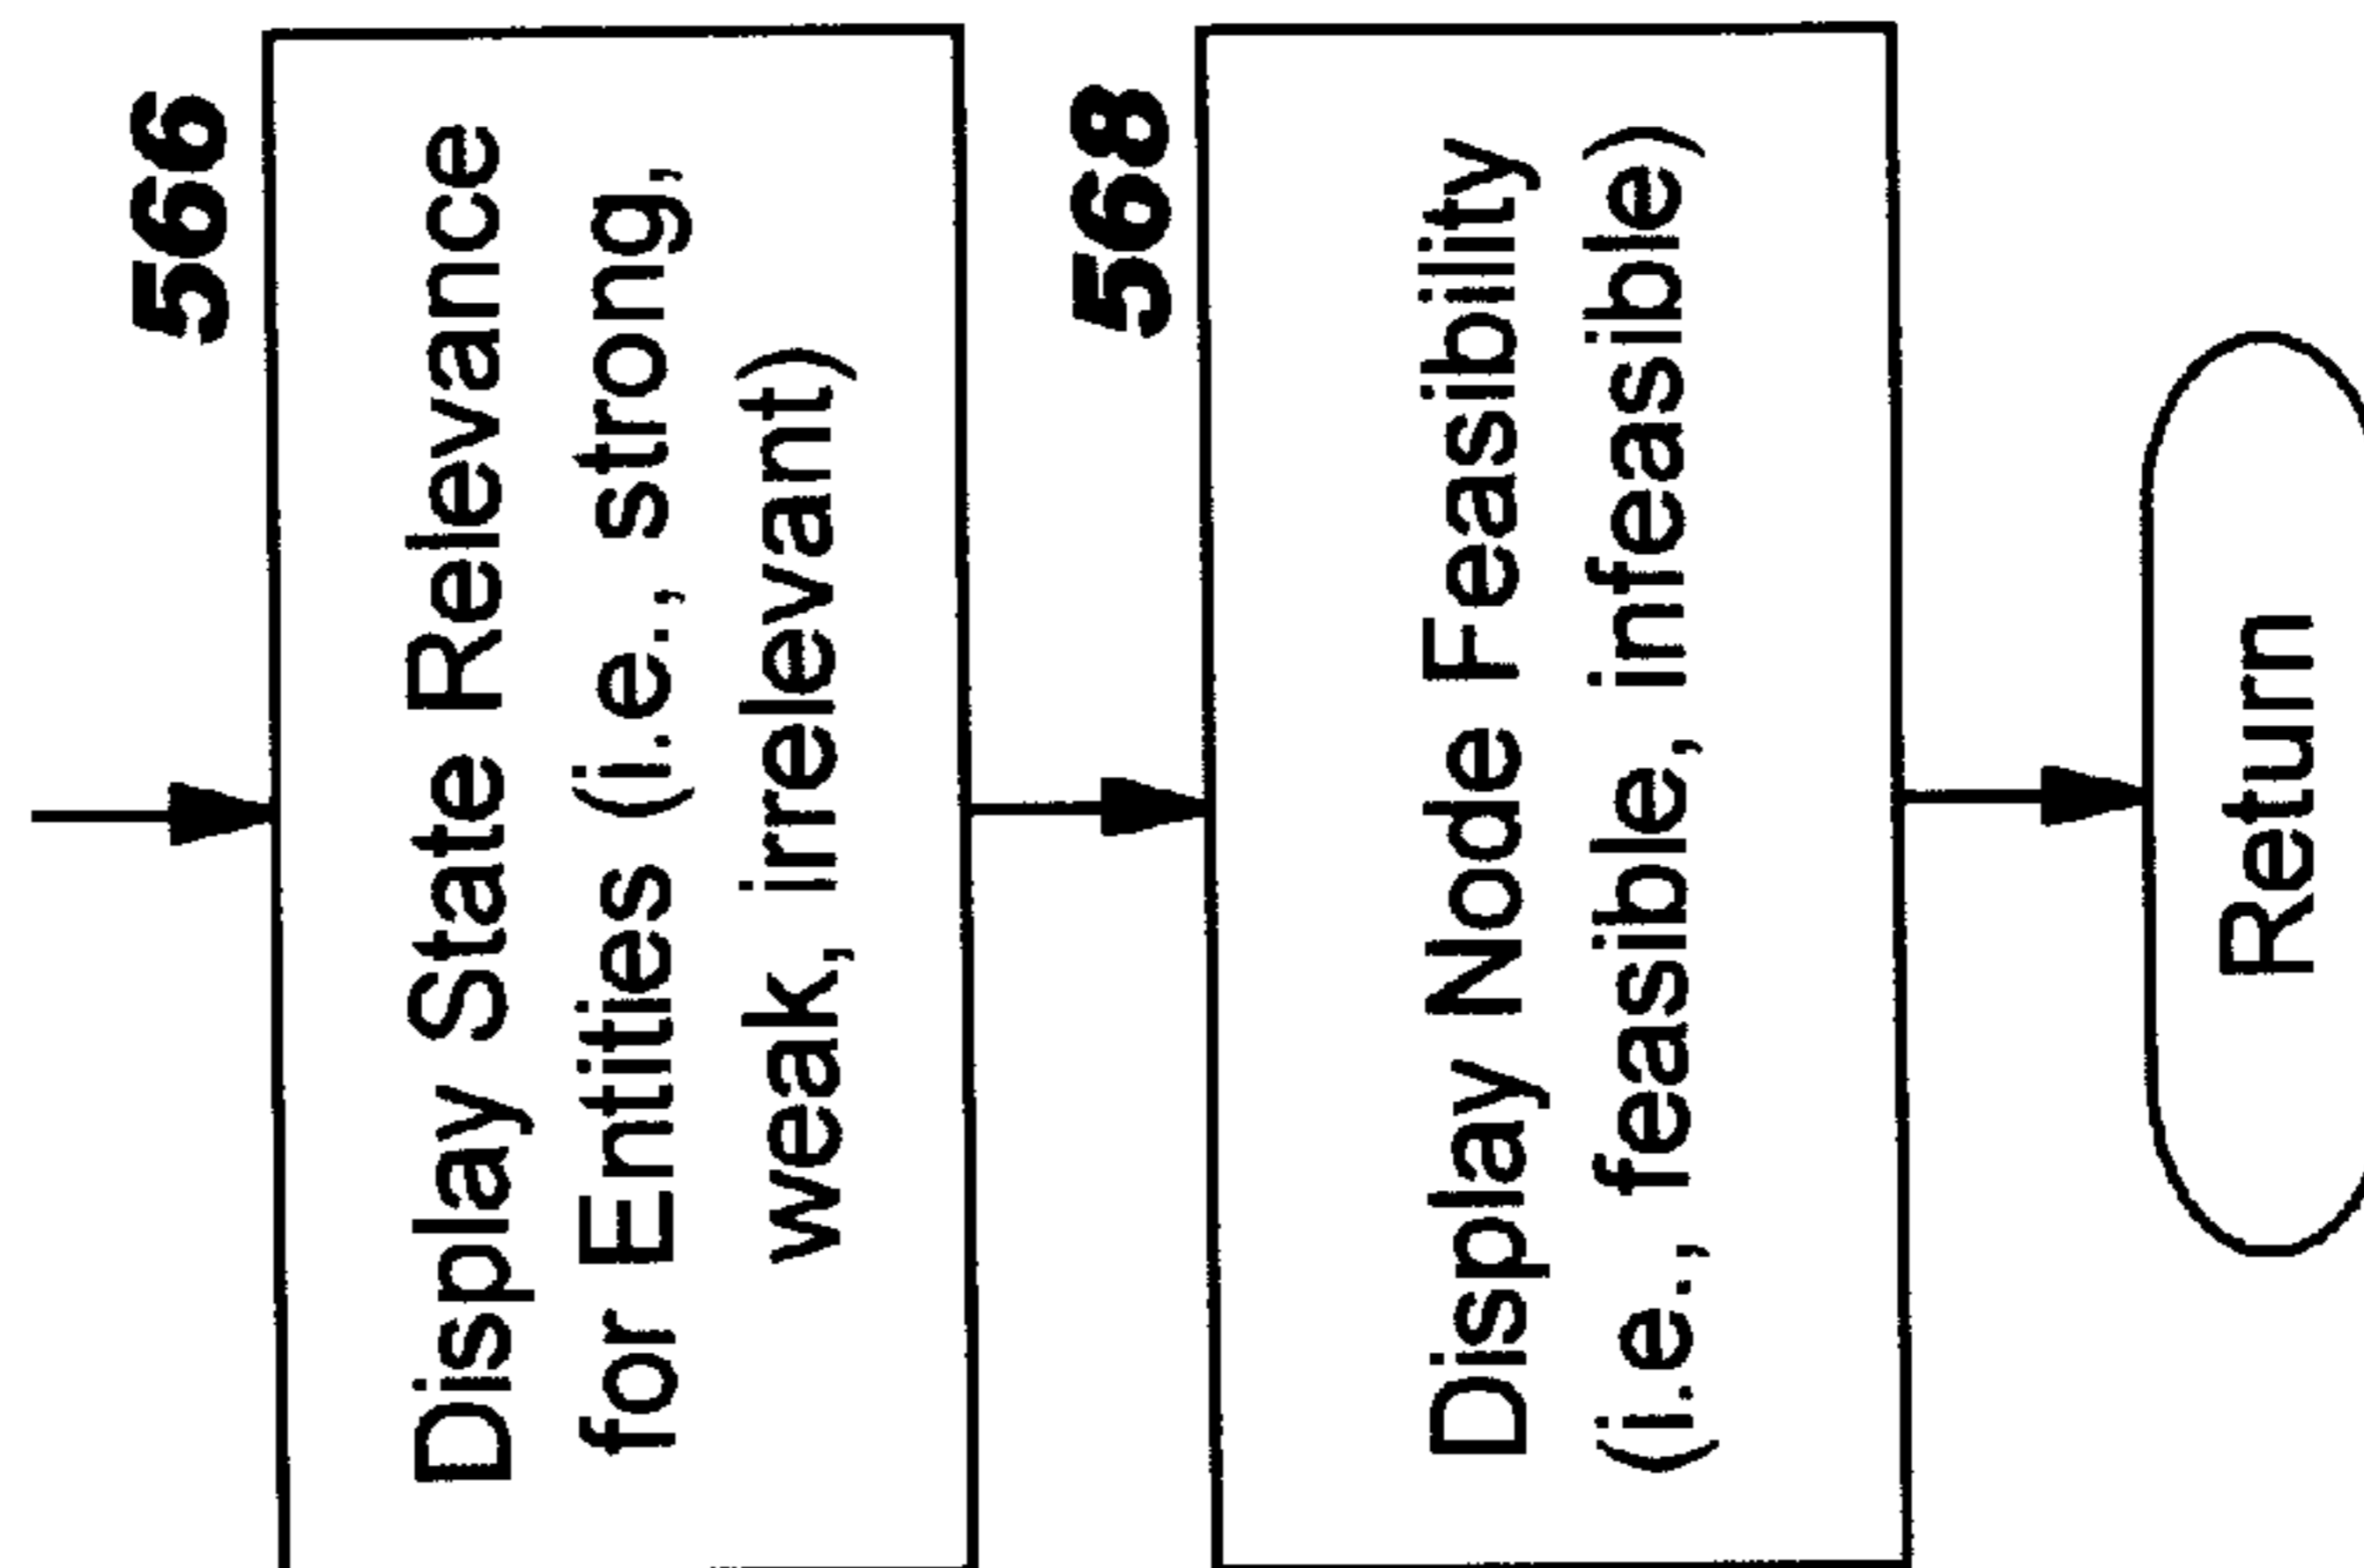 566
Display State Relevance
for Entities (i.e., strong,
weak, irrelevant)
568
Display Node Feasibility
(i.e., feasible, infeasible)
Return